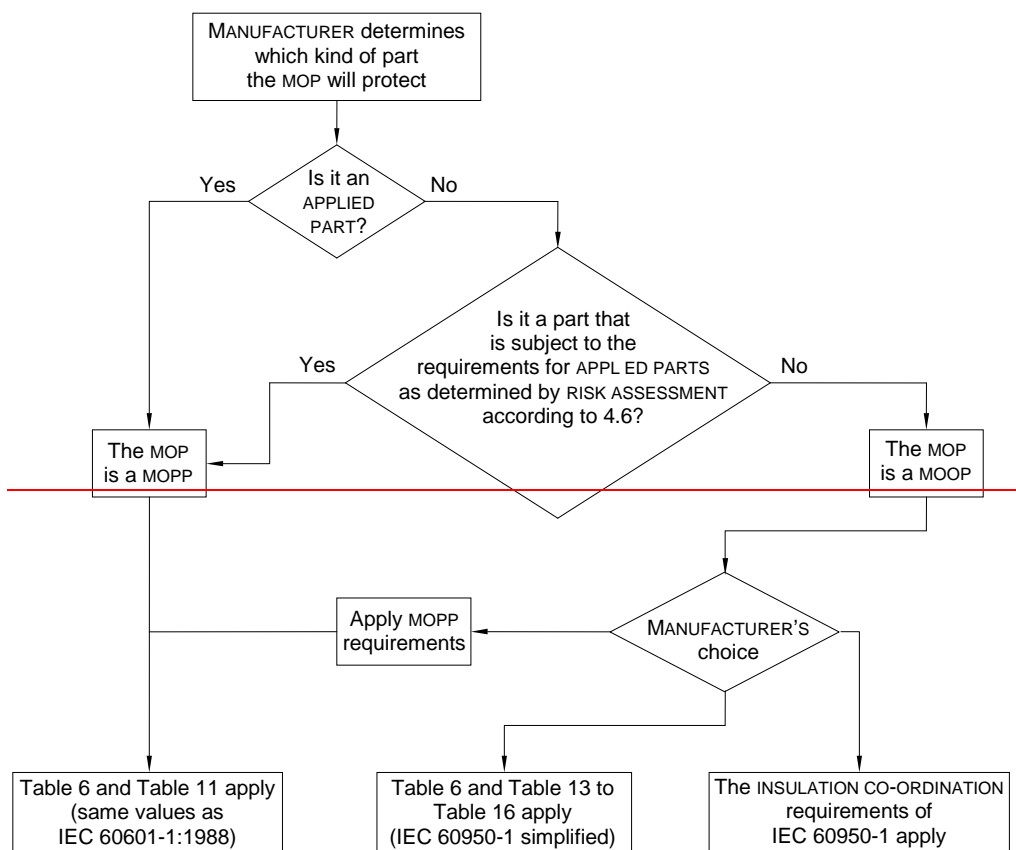 MANUFACTURER determines
which kind of part
the MOP will protect
Yes
Is it an
APPLIED
PART?
No
Yes
Is it a part that
is subject to the
requirements for APPL ED PARTS
as determined by RISK ASSESSMENT
according to 4.6?
No
The MOP
is a MOPP
The MOP
is a MOOP
Apply MOPP
requirements
MANUFACTURER'S
choice
Table 6 and Table 11 apply
(same values as
IEC 60601-1:1988)
Table 6 and Table 13 to
Table 16 apply
(IEC 60950-1 simplified)
The INSULATION CO-ORDINATION
requirements of
IEC 60950-1 apply